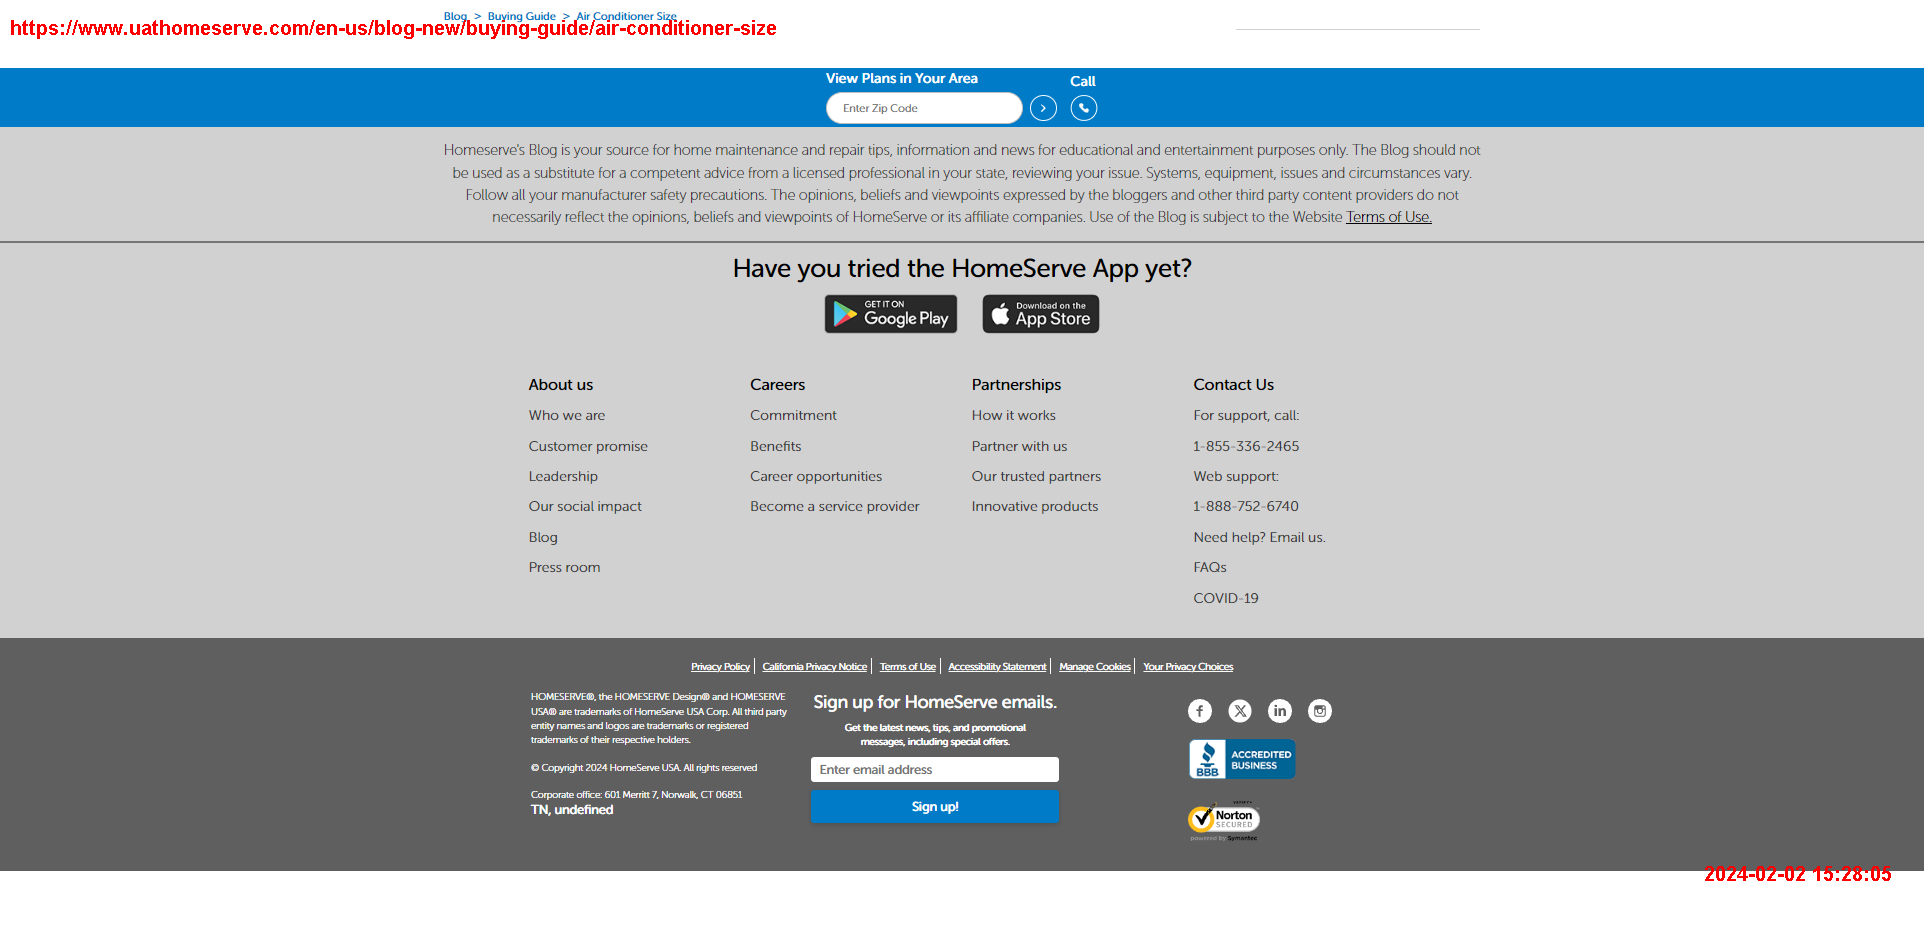 Blog > Buying Guide > Air Conditioner Size
https://www.uathomeserve.com/en-us/blog-new/buying-guide/air-conditioner-size
View Plans in Your Area
Call
Enter Zip Code
Homeserve's Blog is your source for home maintenance and repair tips, information and news for educational and entertainment purposes only. The Blog should not
be used as a substitute for a competent advice from a licensed professional in your state, reviewing your issue. Systems, equipment, issues and circumstances vary.
Follow all your manufacturer safety precautions. The opinions, beliefs and viewpoints expressed by the bloggers and other third party content providers do not
necessarily reflect the opinions, beliefs and viewpoints of HomeServe or its affiliate companies. Use of the Blog is subject to the Website Terms of Use.
Have you tried the HomeServe App yet?
GET IT ON
Google Play
Download on the
App Store
About us
Who we are
Customer promise
Leadership
Our social impact
Blog
Press room
Careers
Commitment
Benefits
Career opportunities
Become a service provider
Partnerships
How it works
Partner with us
Our trusted partners
Innovative products
Contact Us
For support, call:
1-855-336-2465
Web support:
1-888-752-6740
Need help? Email us.
FAQs
COVID-19
Privacy Policy | California Privacy Notice | Terms of Use | Accessibility Statement | Manage Cookies | Your Privacy Choices
HOMESERVE®, the HOMESERVE Design® and HOMESERVE
USA® are trademarks of HomeServe USA Corp. All third party
entity names and logos are trademarks or registered
trademarks of their respective holders.
© Copyright 2024 HomeServe USA. All rights reserved
Corporate office: 601 Merritt 7, Norwalk, CT 06851
TN, undefined
Sign up for HomeServe emails.
Get the latest news, tips, and promotional
messages, including special offers.
Enter email address
Sign up!
f
X
in
BBB
ACCREDITED
BUSINESS
Norton
SECURED
powered by Symantec
2024-02-02 15:28:05